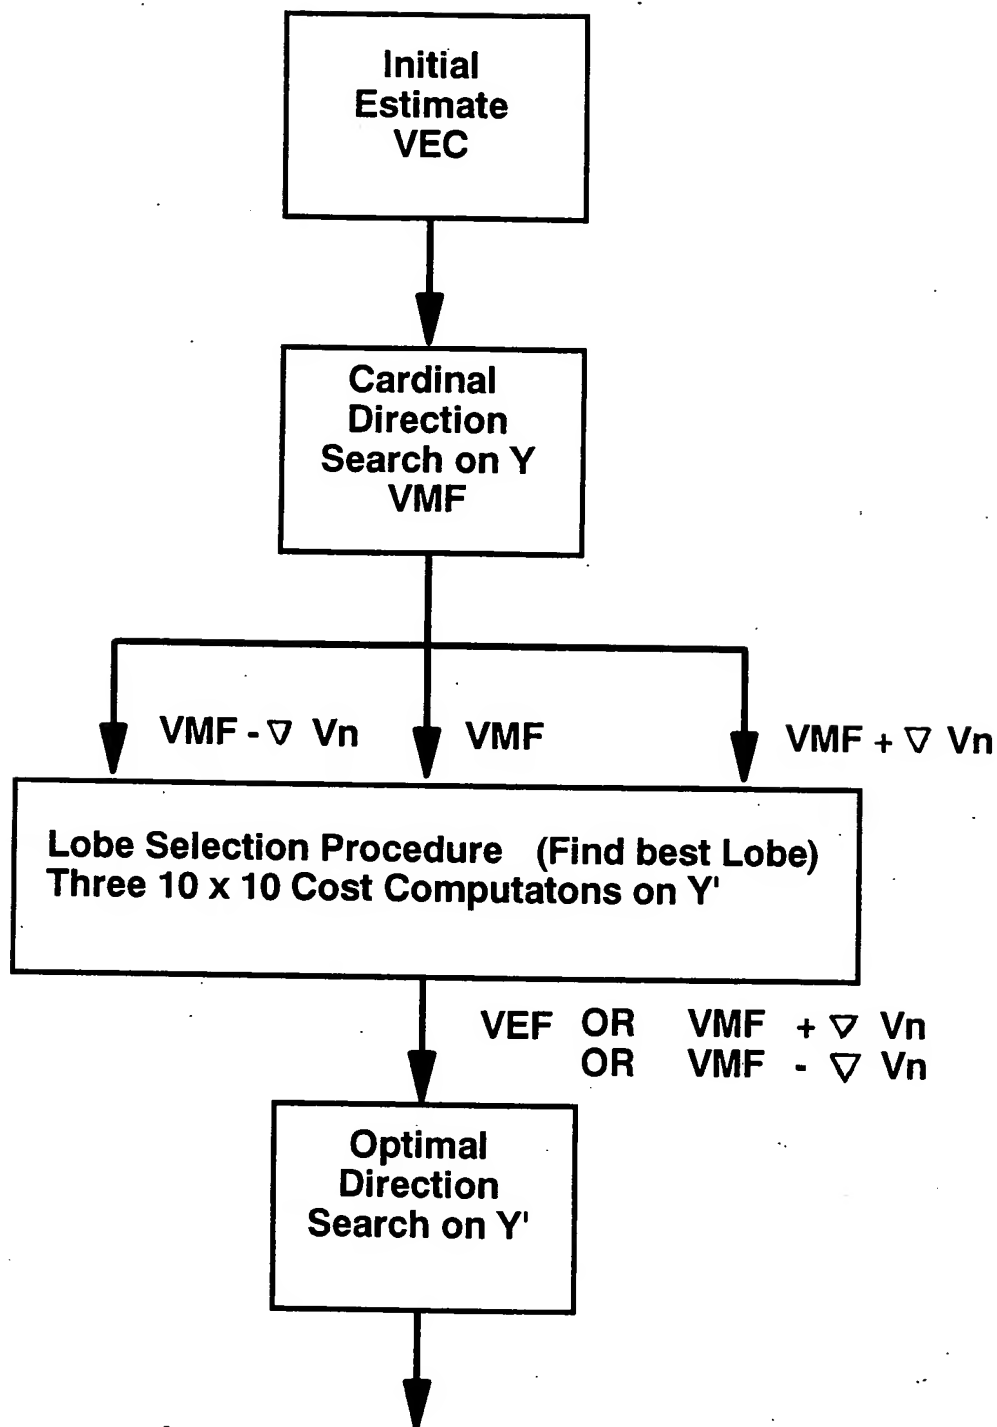 Initial
Estimate
VEC
Cardinal
Direction
Search on Y
VMF
VMF - ▽ Vn
VMF
VMF + ▽ Vn
Lobe Selection Procedure (Find best Lobe)
Three 10 x 10 Cost Computatons on Y'
VEF OR VMF + ▽ Vn
OR VMF - ▽ Vn
Optimal
Direction
Search on Y'